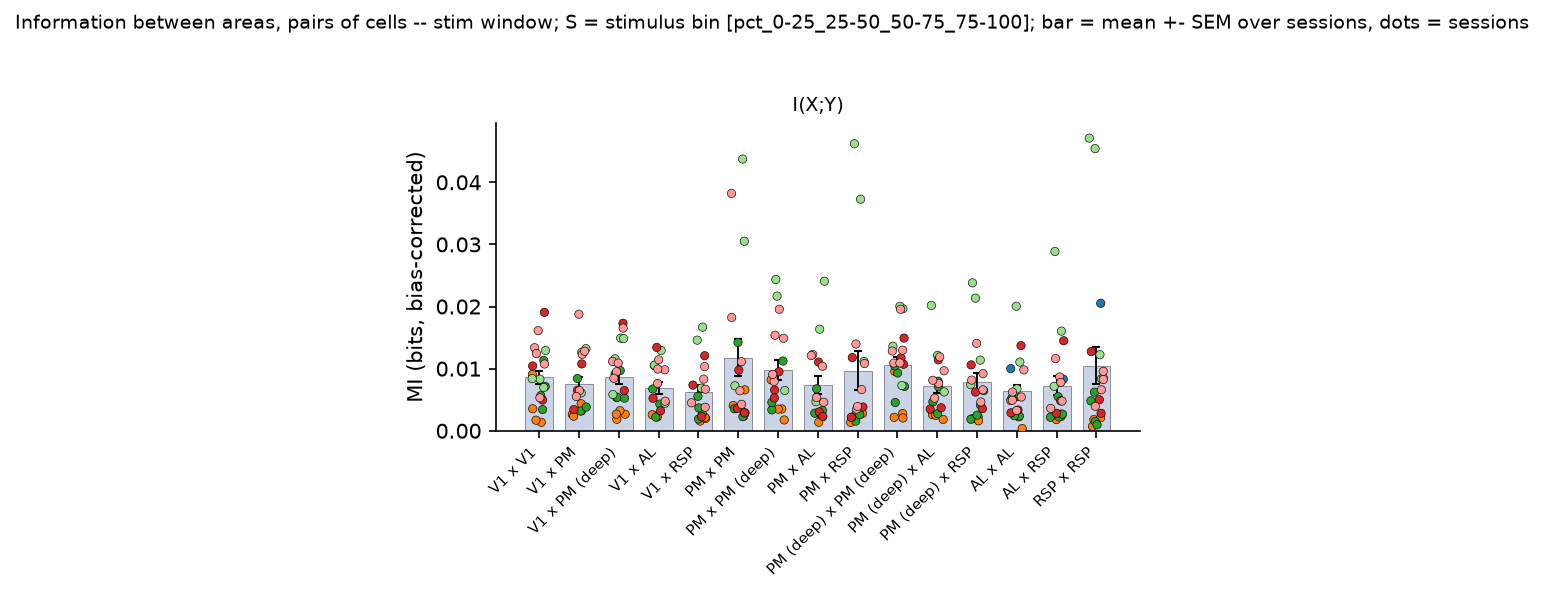 Information between areas, pairs of cells -- stim window; S = stimulus bin [pct_0-25_25-50_50-75_75-100]; bar = mean +- SEM over sessions, dots = sessions
I(X;Y)
MI (bits, bias-corrected)
0.04
0.03
0.02
0.01
0.00
V1 x V1
V1 x PM
V1 x PM (deep)
V1 x AL
V1 x RSP
PM x PM
PM x PM (deep)
PM x AL
PM x RSP
PM (deep) x PM (deep)
PM (deep) x AL
PM (deep) x RSP
AL x AL
AL x RSP
RSP x RSP